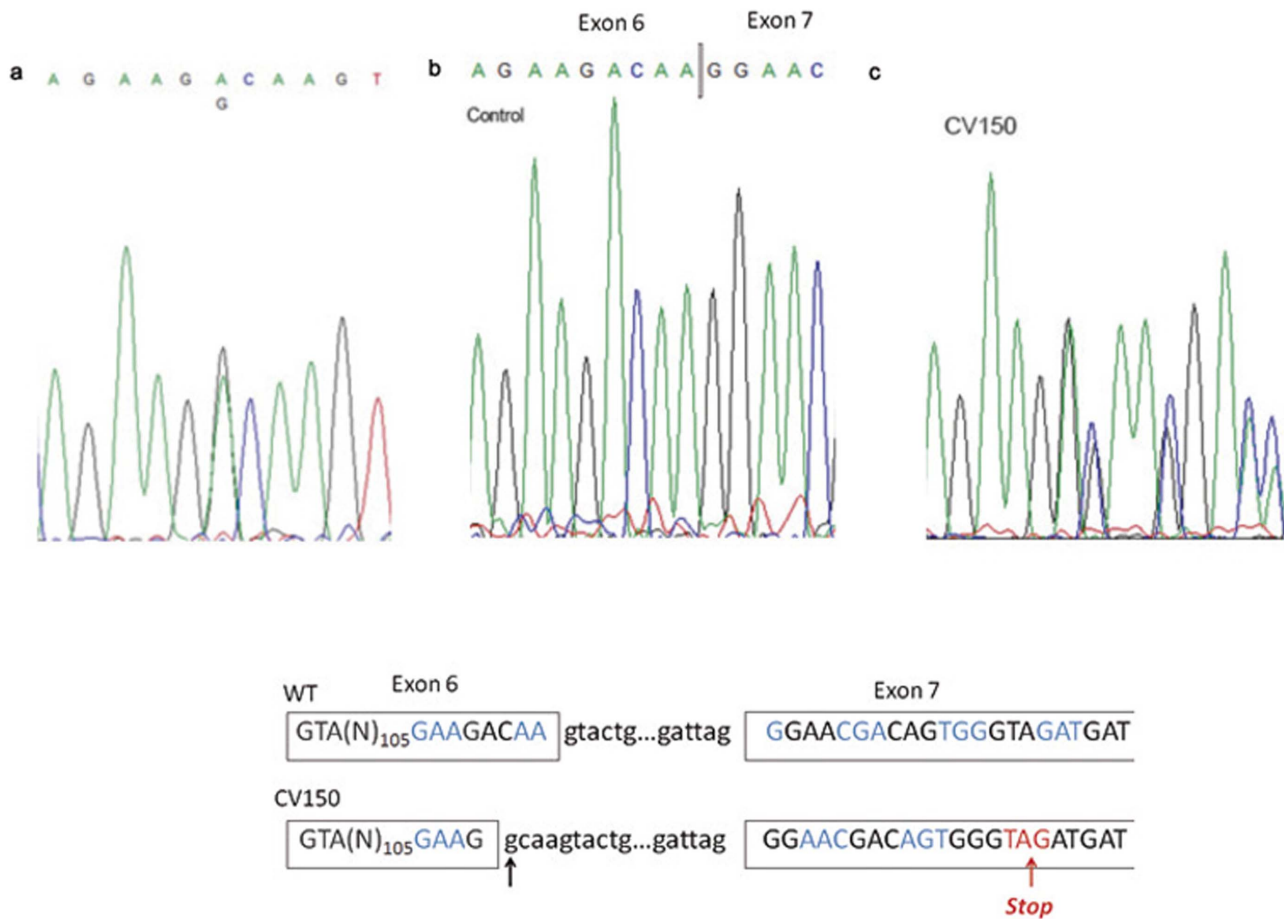 Exon 6 Exon 7
a
A G A A G A C A A G T
G
b
A G A A G A C A A G G A A C
Control
c
CV150
WT
Exon 6
Exon 7
GTA(N)105GAAGACAA gtactg...gattag GGAACGACAGTGGGTAGATGAT
CV150
GTA(N)105GAAG gcaagtactg...gattag GGAACGACAGTGGGTAGATGAT
Stop